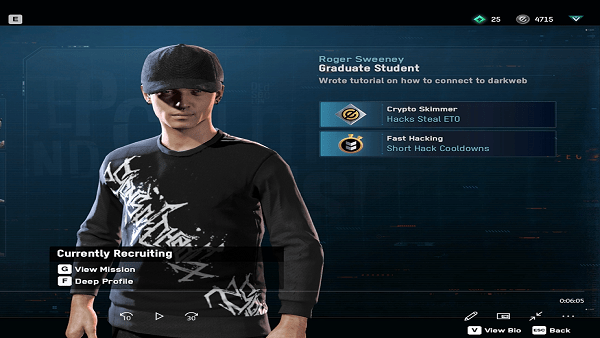 E
25
4715
Roger Sweeney
Graduate Student
Wrote tutorial on how to connect to darkweb
Crypto Skimmer
Hacks Steal ETO
Fast Hacking
Short Hack Cooldowns
Currently Recruiting
G View Mission
F Deep Profile
0:06:05
10
30
V View Bio
ESC Back